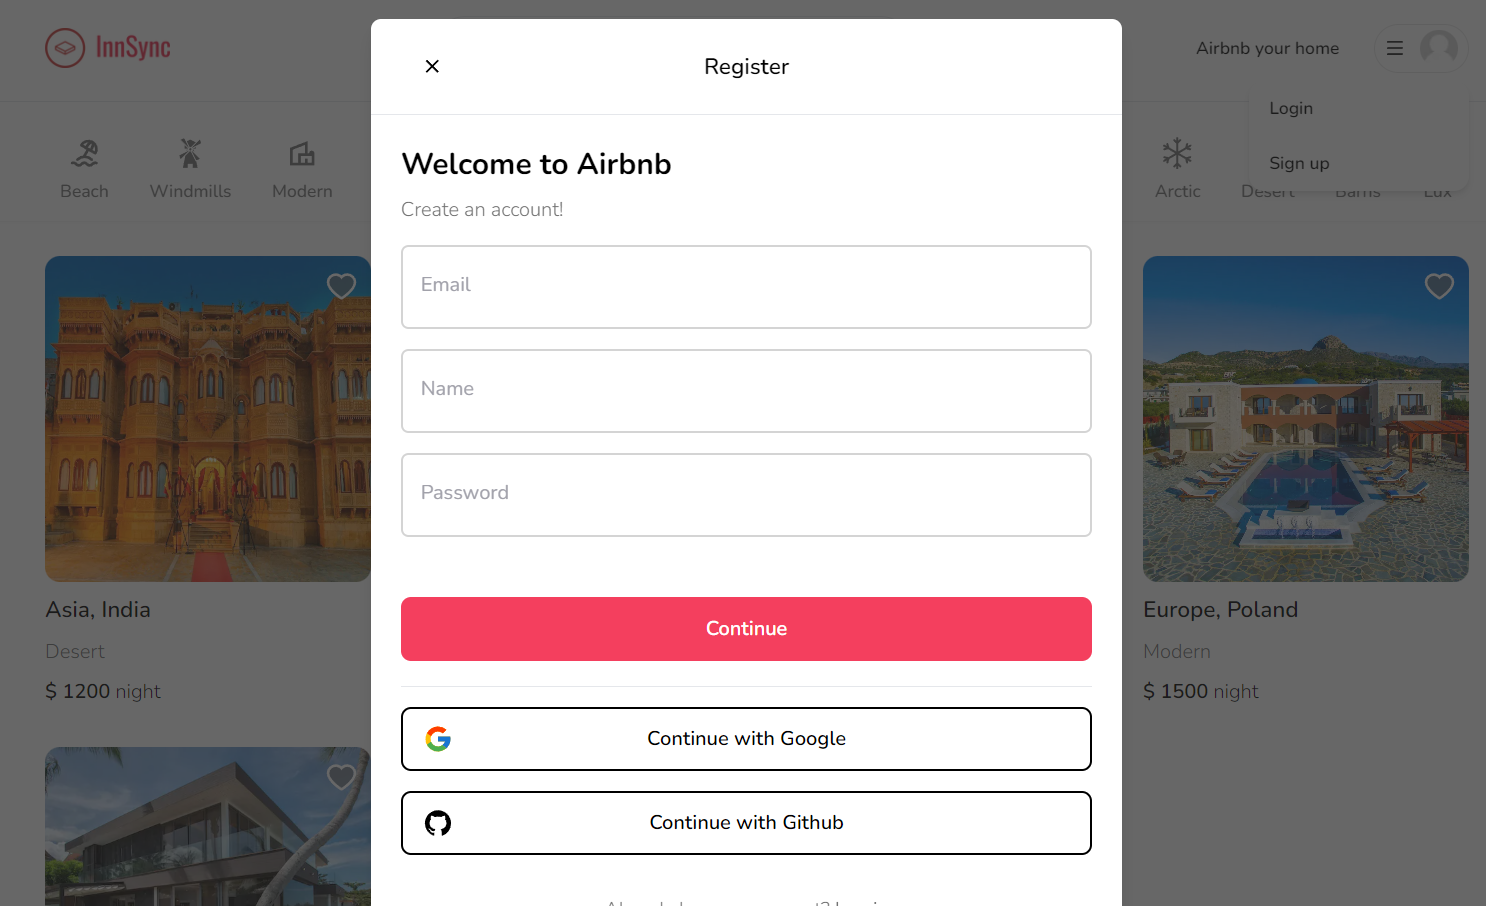 InnSync
Airbnb your home
Login
Sign up
Beach
Windmills
Modern
Arctic
Desert
Barns
Lux
Register
Welcome to Airbnb
Create an account!
Email
Name
Password
Continue
Continue with Google
Continue with Github
Asia, India
Desert
$ 1200 night
Europe, Poland
Modern
$ 1500 night